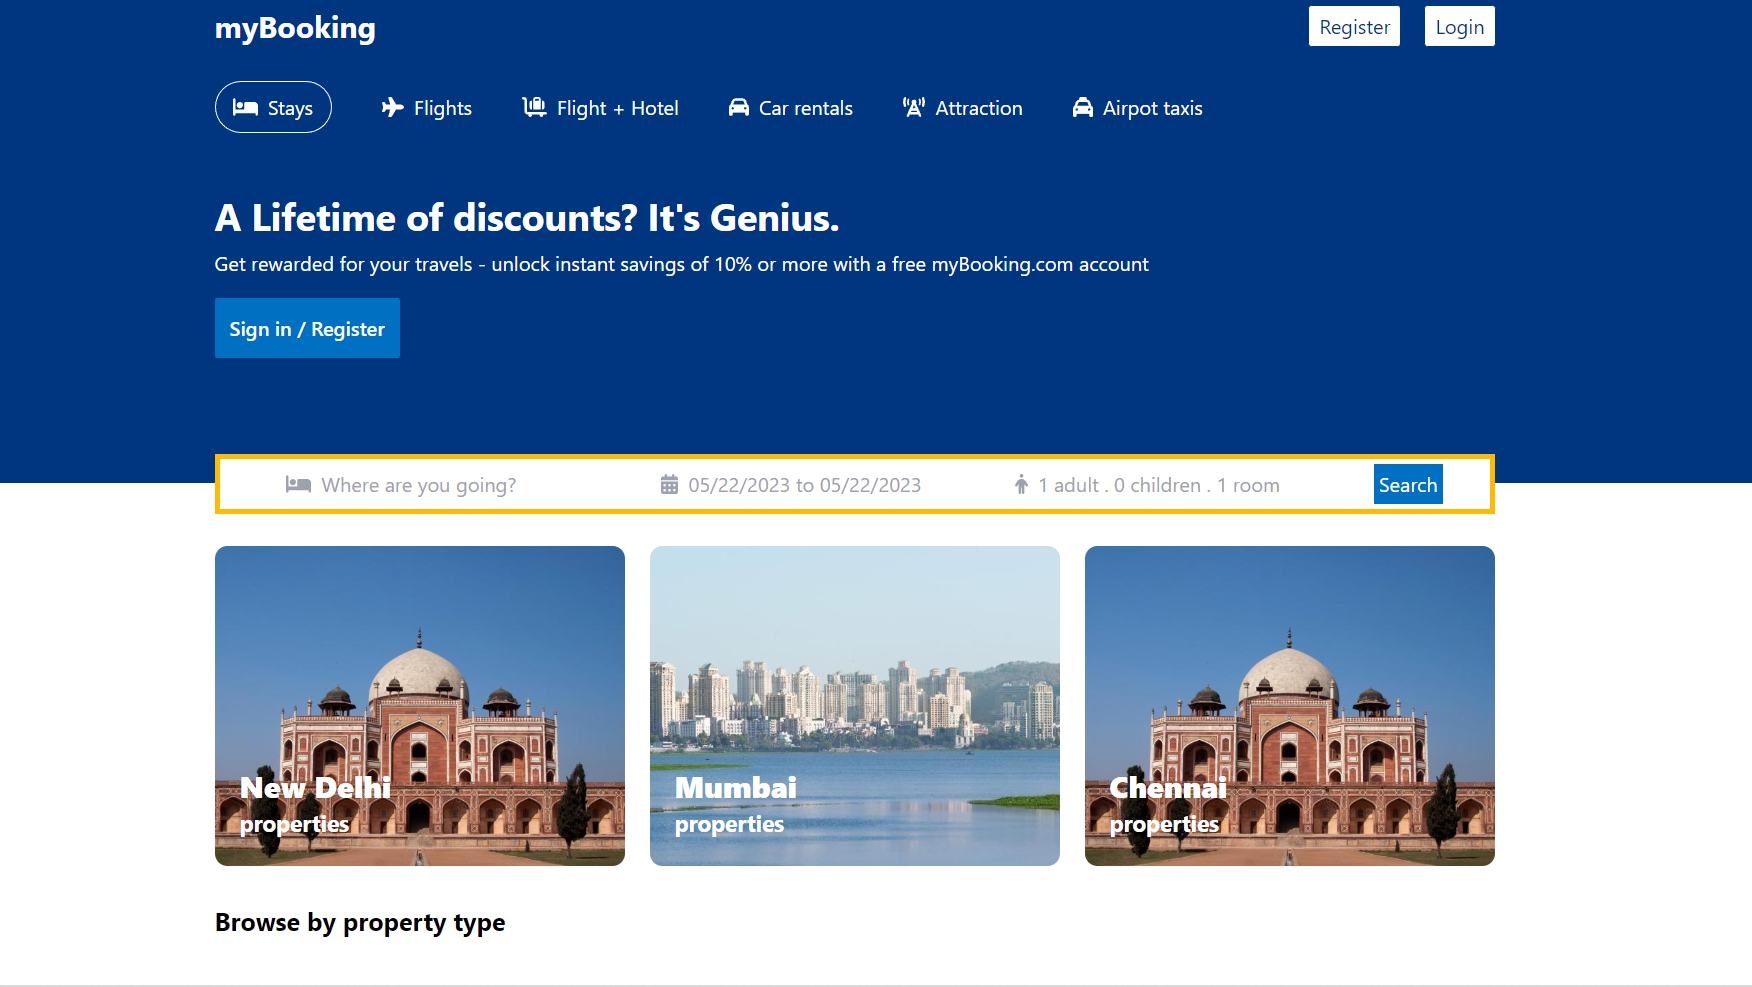 myBooking
Register
Login
Stays
Flights
Flight + Hotel
Car rentals
Attraction
Airpot taxis
A Lifetime of discounts? It's Genius.
Get rewarded for your travels - unlock instant savings of 10% or more with a free myBooking.com account
Sign in / Register
Where are you going?
05/22/2023 to 05/22/2023
1 adult . 0 children . 1 room
Search
New Delhi
properties
Mumbai
properties
Chennai
properties
Browse by property type